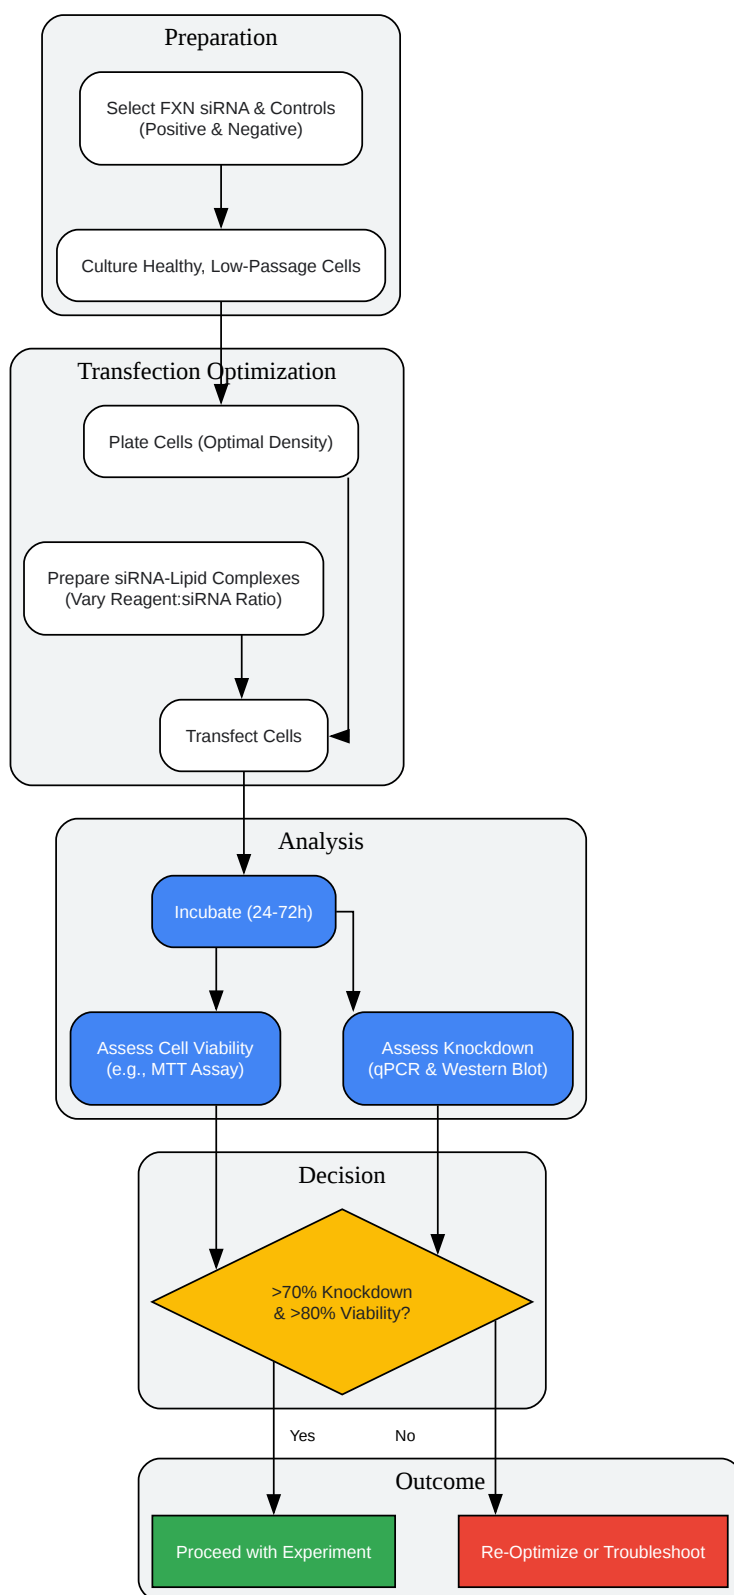 Preparation
Select FXN siRNA & Controls
(Positive & Negative)
Culture Healthy, Low-Passage Cells
Transfection Optimization
Plate Cells (Optimal Density)
Prepare siRNA-Lipid Complexes
(Vary Reagent:siRNA Ratio)
Transfect Cells
Analysis
Incubate (24-72h)
Assess Cell Viability
(e.g., MTT Assay)
Assess Knockdown
(qPCR & Western Blot)
Decision
>70% Knockdown
& >80% Viability?
Yes
No
Outcome
Proceed with Experiment
Re-Optimize or Troubleshoot